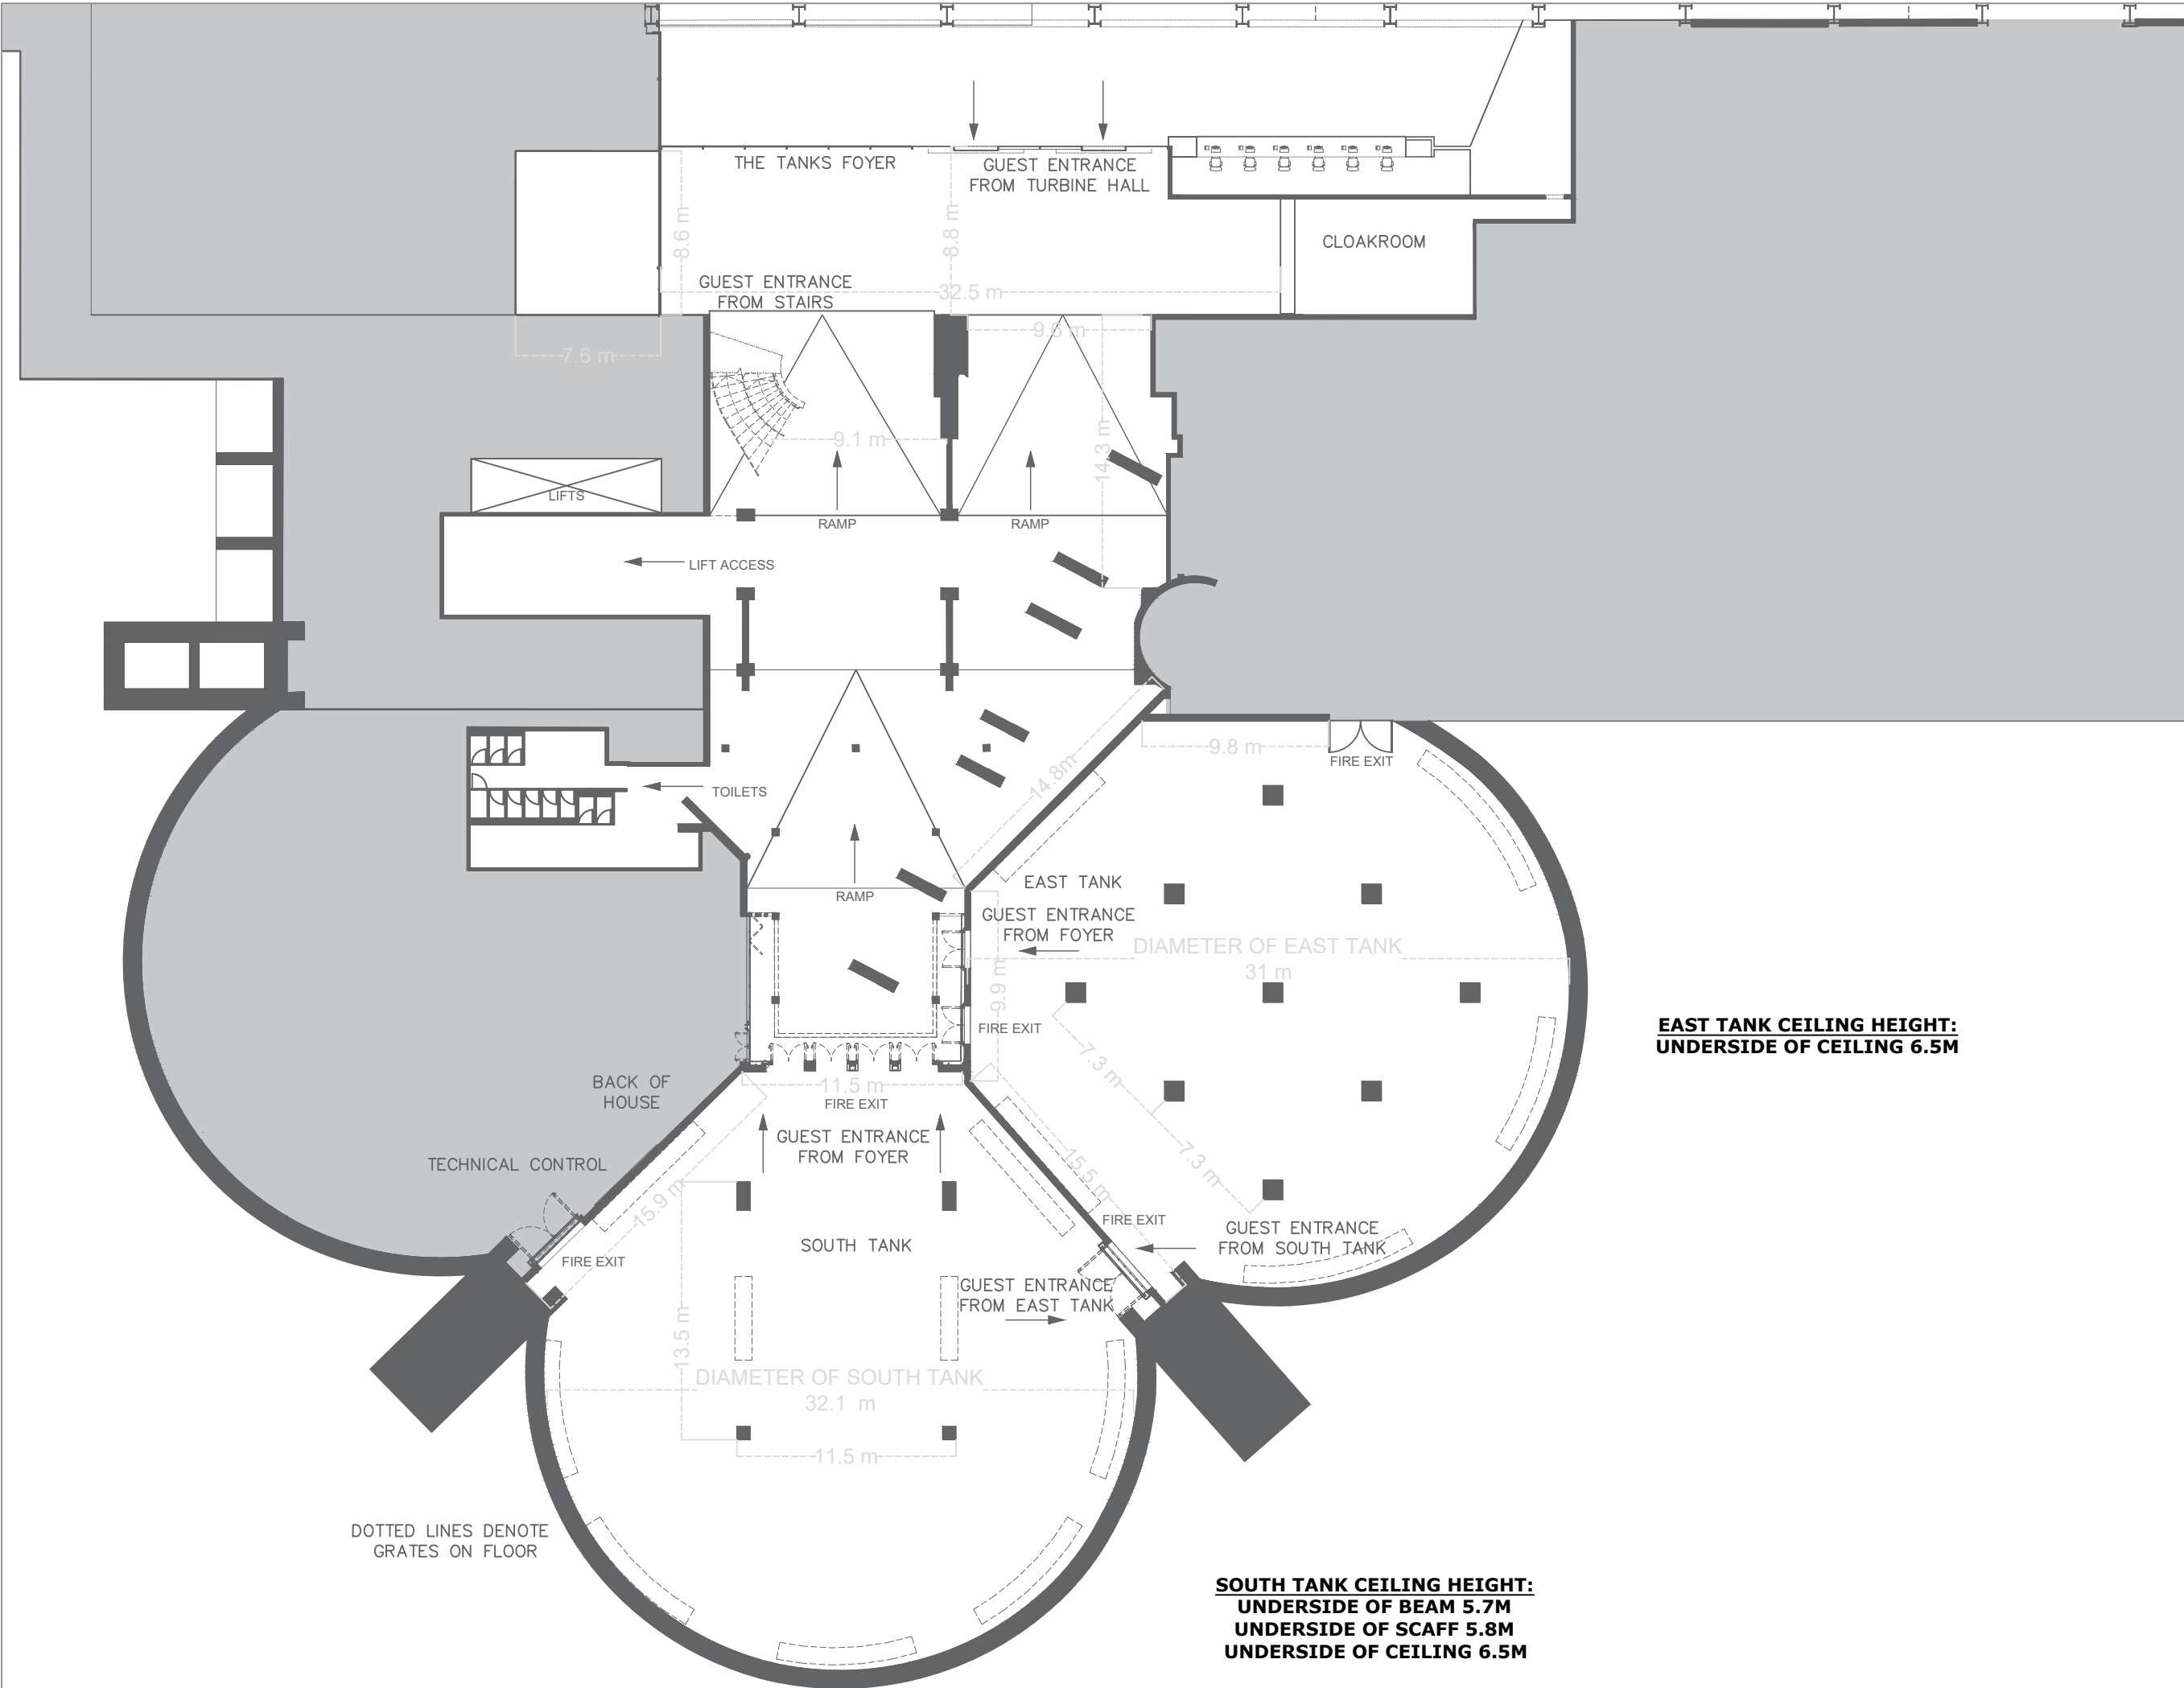 THE TANKS FOYER
GUEST ENTRANCE
FROM TURBINE HALL
8.6 m
8.8 m
CLOAKROOM
GUEST ENTRANCE
FROM STAIRS
32.5 m
9.6 m
7.6 m
9.1 m
14.3 m
LIFTS
RAMP
RAMP
LIFT ACCESS
9.8 m
FIRE EXIT
14.8m
TOILETS
RAMP
EAST TANK
GUEST ENTRANCE
FROM FOYER
DIAMETER OF EAST TANK
31 m
9.9 m
FIRE EXIT
EAST TANK CEILING HEIGHT:
UNDERSIDE OF CEILING 6.5M
7.3 m
7.3 m
BACK OF
HOUSE
11.5 m
FIRE EXIT
GUEST ENTRANCE
FROM FOYER
TECHNICAL CONTROL
15.9 m
15.5 m
FIRE EXIT
GUEST ENTRANCE
FROM SOUTH TANK
SOUTH TANK
FIRE EXIT
GUEST ENTRANCE
FROM EAST TANK
13.5 m
DIAMETER OF SOUTH TANK
32.1 m
11.5 m
DOTTED LINES DENOTE
GRATES ON FLOOR
SOUTH TANK CEILING HEIGHT:
UNDERSIDE OF BEAM 5.7M
UNDERSIDE OF SCAFF 5.8M
UNDERSIDE OF CEILING 6.5M